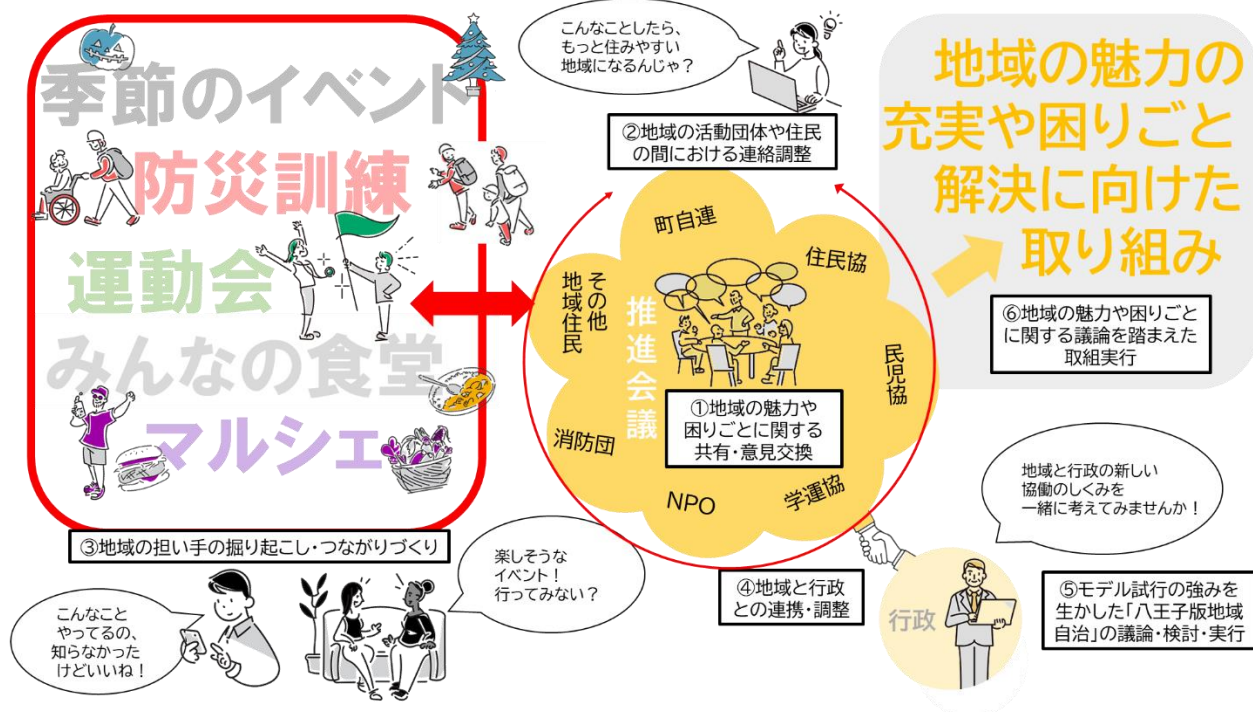 季節のイベント
防災訓練
運動会
みんなの食堂
マルシェ
③地域の担い手の掘り起こし・つながりづくり
こんなこと
やってるの、
知らなかった
けどいいね！
楽しそうな
イベント！
行ってみない？
こんなことしたら、
もっと住みやすい
地域になるんじゃ？
②地域の活動団体や住民
の間における連絡調整
町自連
住民協
民児協
学運協
NPO
消防団
その他
地域住民
推進会議
①地域の魅力や
困りごとに関する
共有・意見交換
④地域と行政
との連携・調整
地域の魅力の
充実や困りごと
解決に向けた
取り組み
⑥地域の魅力や困りごと
に関する議論を踏まえた
取組実行
地域と行政の新しい
協働のしくみを
一緒に考えてみませんか！
行政
⑤モデル試行の強みを
生かした「八王子版地域
自治」の議論・検討・実行